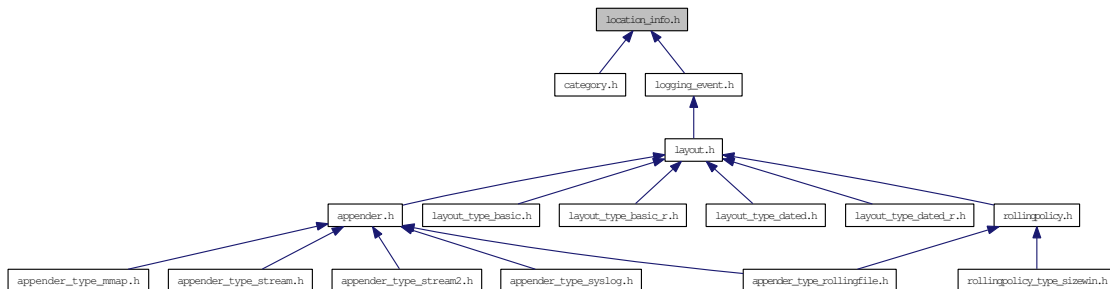 location_info.h
category.h
logging_event.h
layout.h
appender.h
layout_type_basic.h
layout_type_basic_r.h
layout_type_dated.h
layout_type_dated_r.h
rollingpolicy.h
appender_type_mmap.h
appender_type_stream.h
appender_type_stream2.h
appender_type_syslog.h
appender_type_rollingfile.h
rollingpolicy_type_sizewin.h